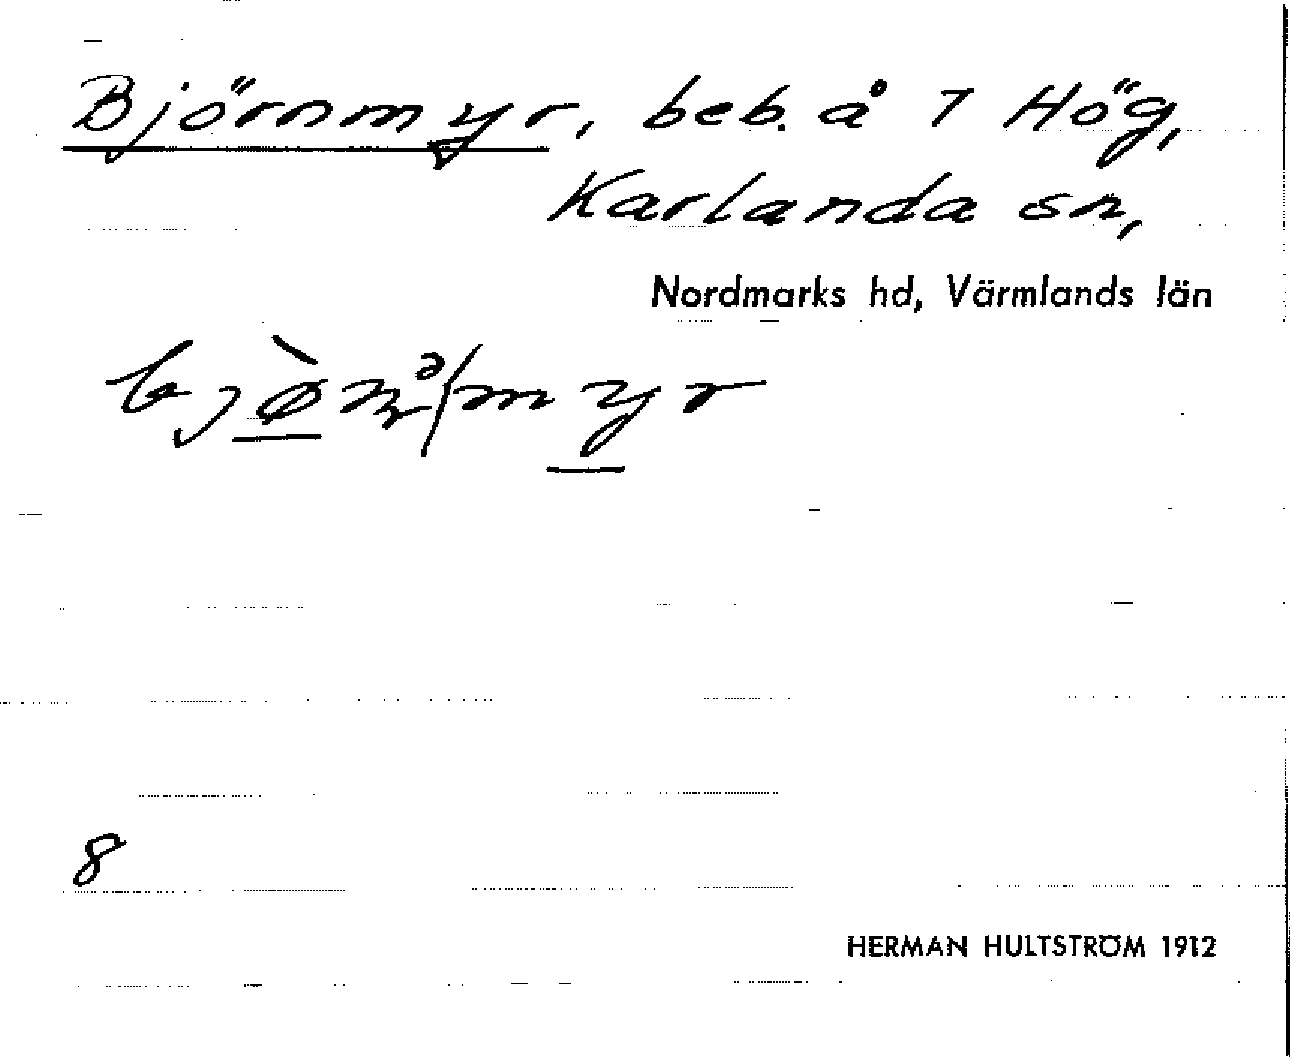 Björnmyr, beb. å 7 Hög,
Karlanda sn,
Nordmarks hd, Värmlands län
8
HERMAN HULTSTRÖM 1912